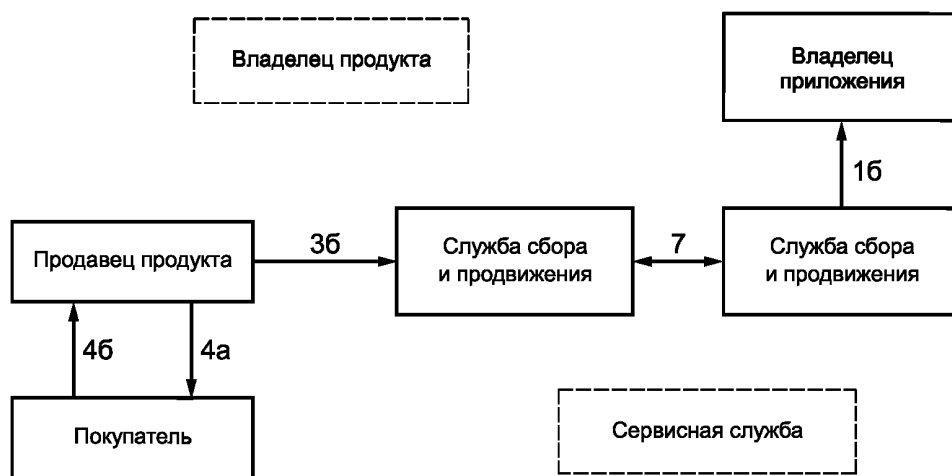 Владелец продукта
Владелец
приложения
1б
Продавец продукта
3б
Служба сбора
и продвижения
7
Служба сбора
и продвижения
4б
4а
Покупатель
Сервисная служба